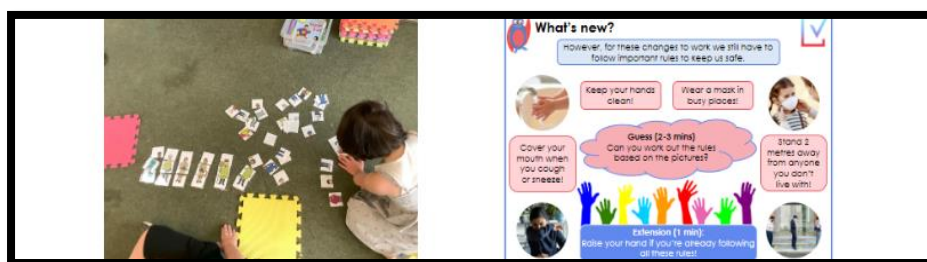 What's new?
However, for these changes to work we still have to
follow important rules to keep us safe.
Keep your hands
clean!
Wear a mask in
busy places!
Guess (2-3 mins)
Can you work out the rules
based on the pictures?
Cover your
mouth when
you cough
or sneeze!
Stand 2
metres away
from anyone
you don't
live with!
Extension (1 min):
Raise your hand if you're already following
all these rules!